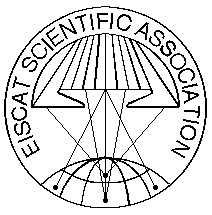 EISCAT SCIENTIFIC ASSOCIATION